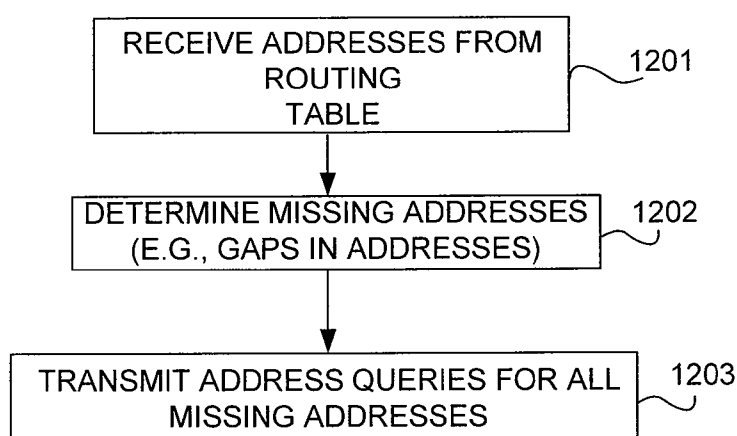 RECEIVE ADDRESSES FROM
ROUTING
TABLE
1201
DETERMINE MISSING ADDRESSES
(E.G., GAPS IN ADDRESSES)
1202
TRANSMIT ADDRESS QUERIES FOR ALL
MISSING ADDRESSES
1203